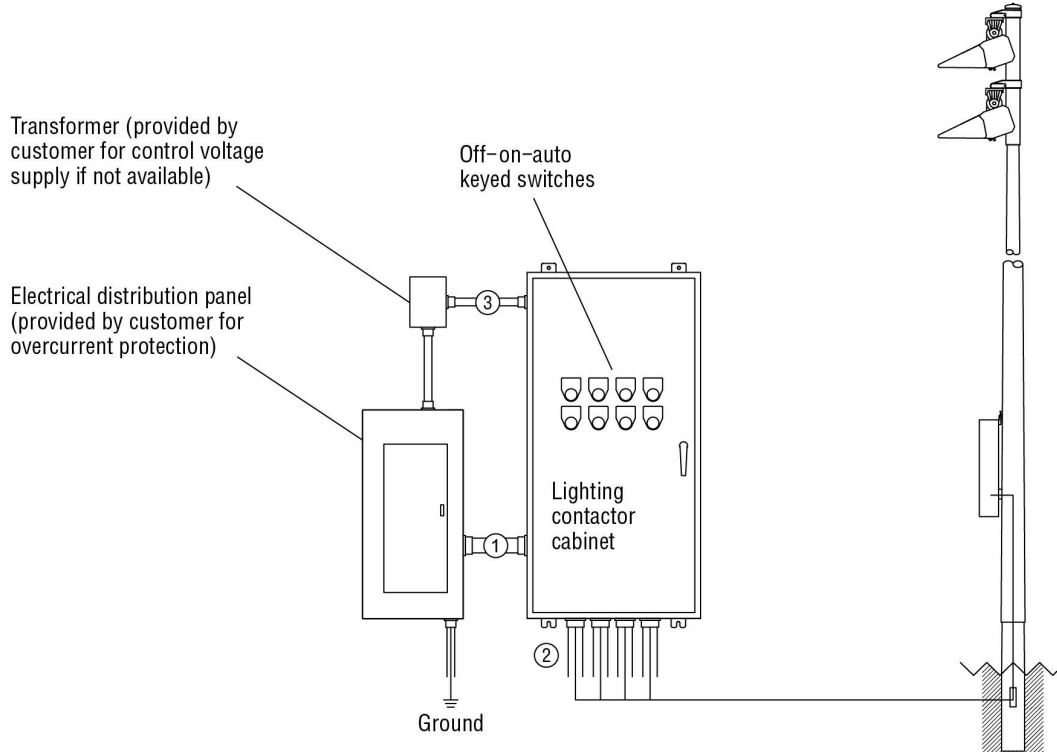 Transformer (provided by
customer for control voltage
supply if not available)
Off-on-auto
keyed switches
Electrical distribution panel
(provided by customer for
overcurrent protection)
3
Lighting
contactor
cabinet
1
2
Ground